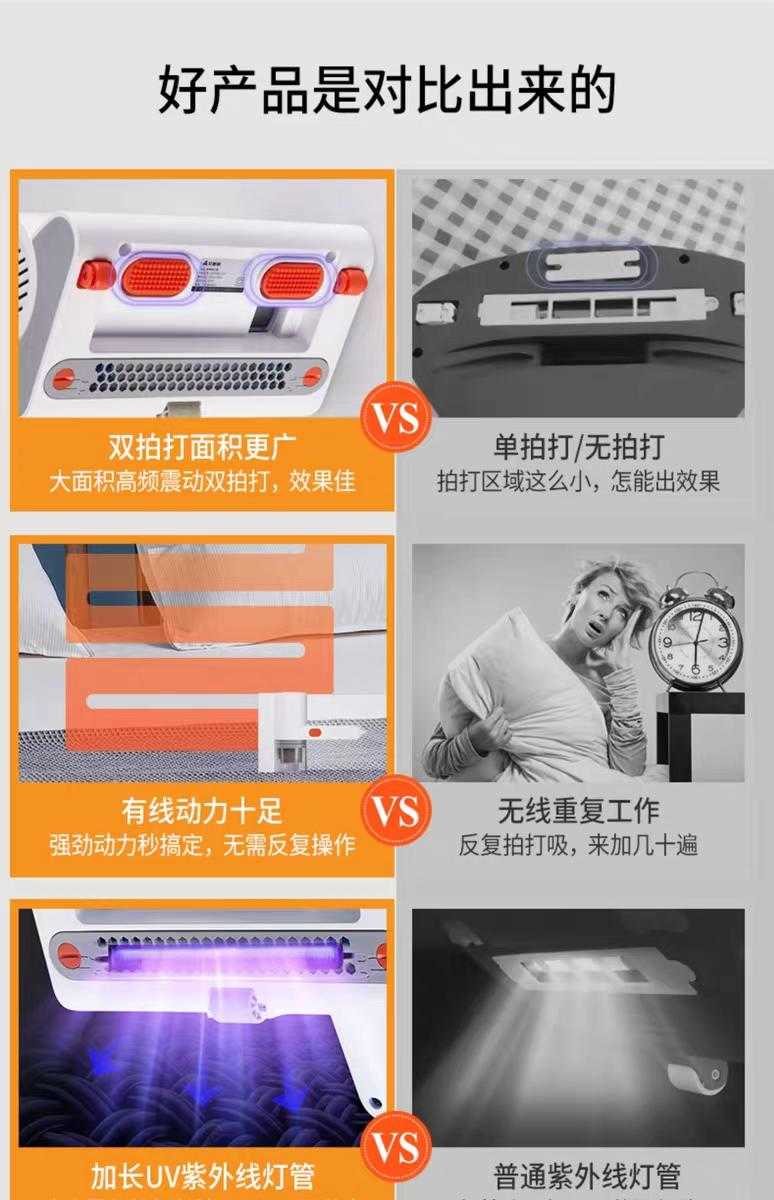 好产品是对比出来的
VS
双拍打面积更广
大面积高频震动双拍打，效果佳
单拍打/无拍打
拍打区域这么小，怎能出效果
VS
有线动力十足
强劲动力秒搞定，无需反复操作
无线重复工作
反复拍打吸，来加几十遍
VS
加长UV紫外线灯管
普通紫外线灯管